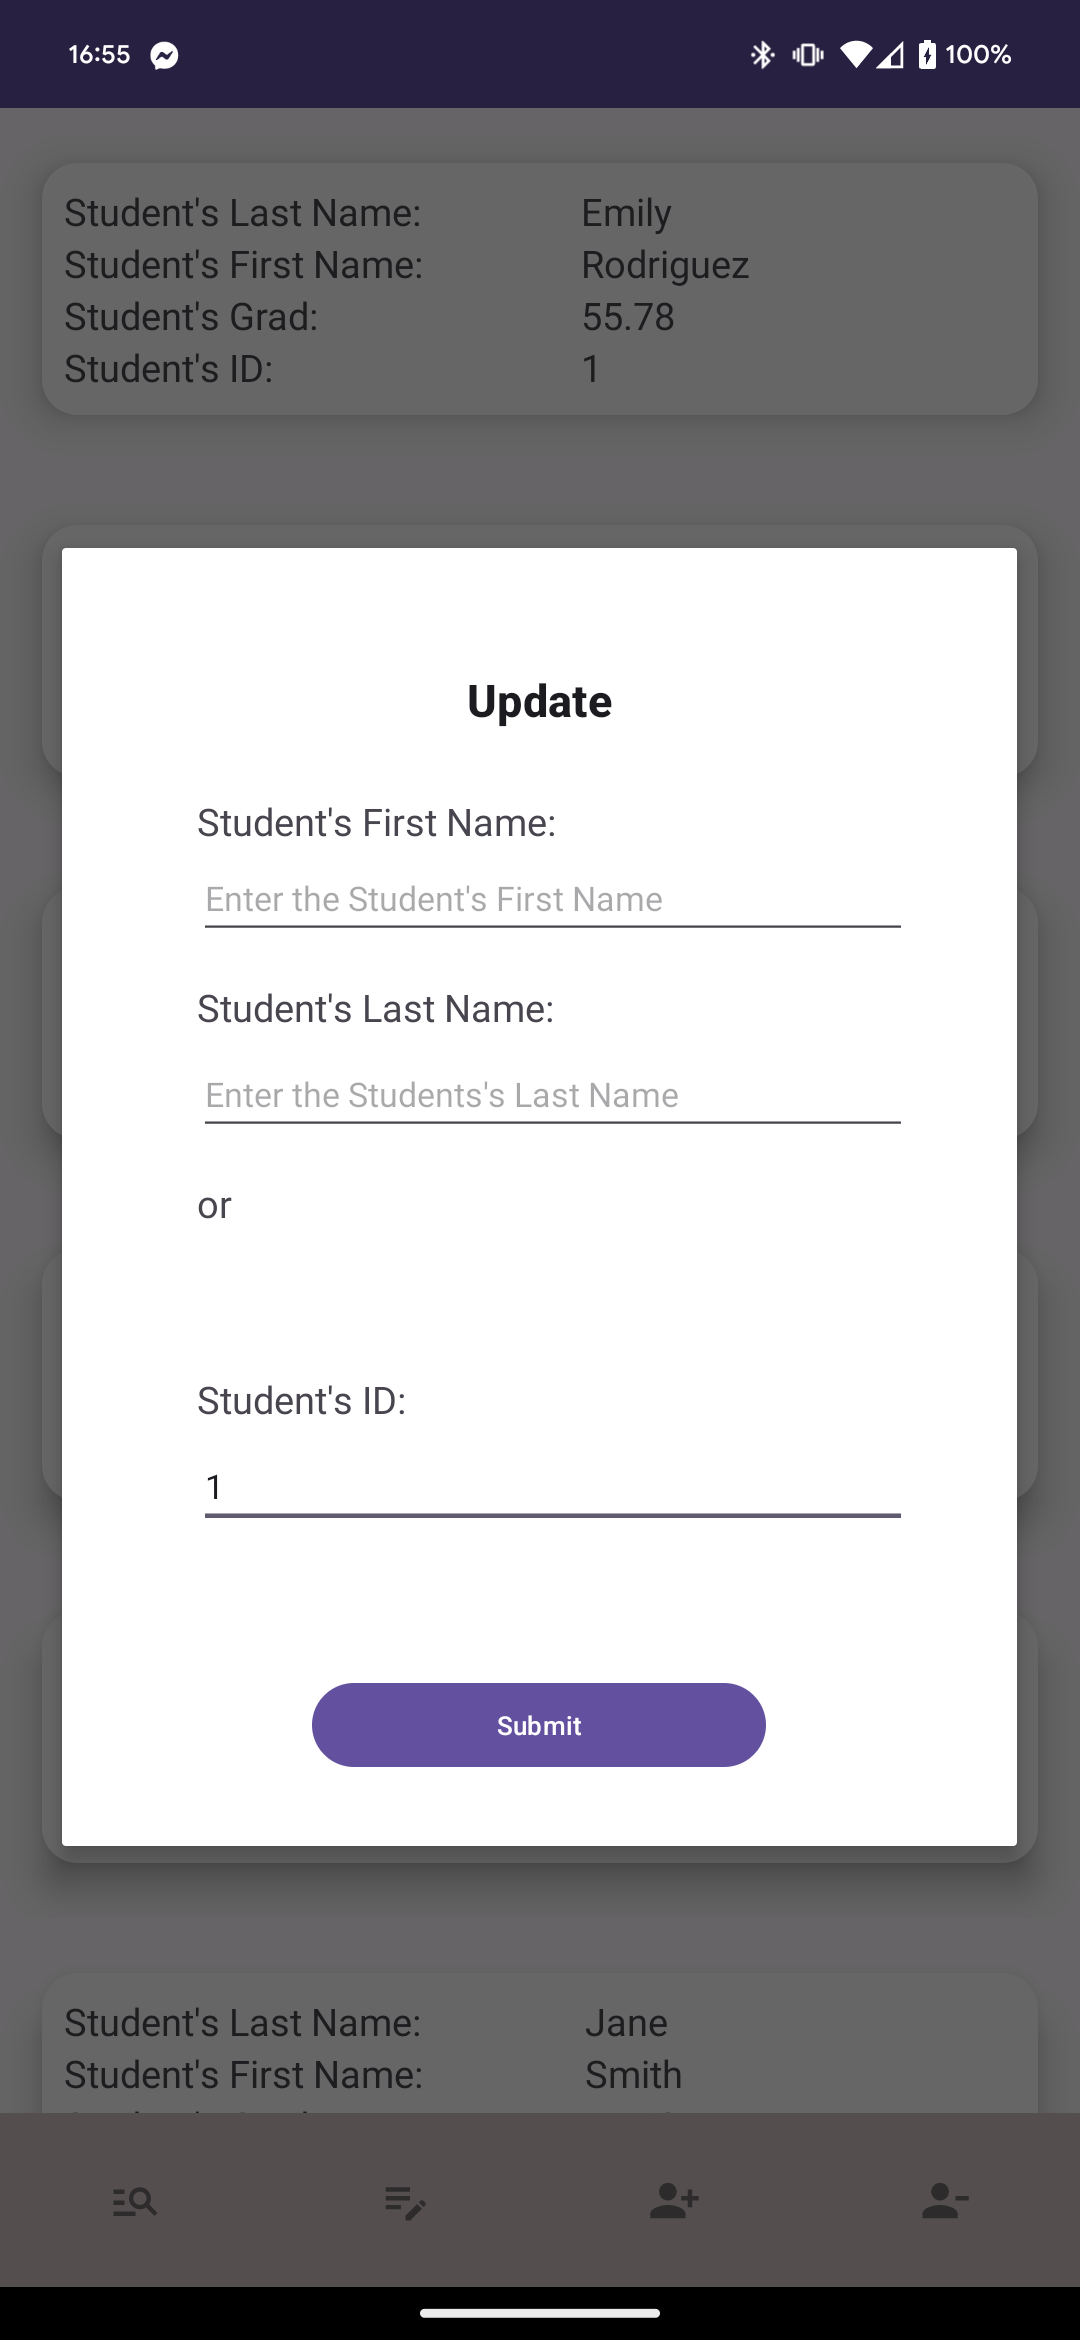 16:55 100%
Student's Last Name: Emily
Student's First Name: Rodriguez
Student's Grad: 55.78
Student's ID: 1
Update
Student's First Name:
Enter the Student's First Name
Student's Last Name:
Enter the Students's Last Name
or
Student's ID:
1
Submit
Student's Last Name: Jane
Student's First Name: Smith